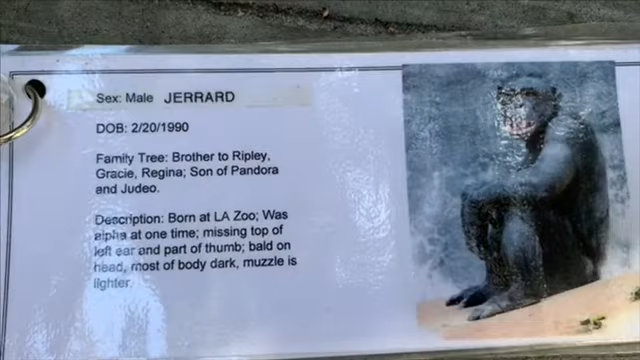 Sex: Male JERRARD
DOB: 2/20/1990
Family Tree: Brother to Ripley,
Gracie, Regina; Son of Pandora
and Judeo.
Description: Born at LA Zoo; Was
alpha at one time; missing top of
left ear and part of thumb; bald on
head, most of body dark, muzzle is
lighter.